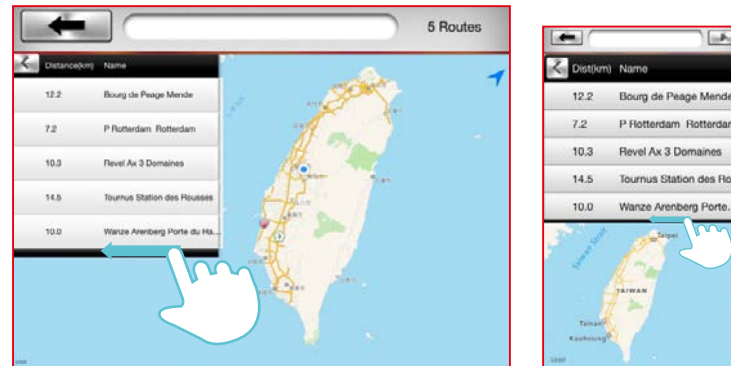 5 Routes
Distance(km) Name
12.2 Bourg de Peage Mende
7.2 P Rotterdam Rotterdam
10.3 Revel Ax 3 Domaines
14.5 Tournus Station des Rousses
10.0 Wanze Arenberg Porte du Ha...
Dist(km) Name
12.2 Bourg de Peage Mende
7.2 P Rotterdam Rotterdam
10.3 Revel Ax 3 Domaines
14.5 Tournus Station des Ro
10.0 Wanze Arenberg Porte.
Taiwan Strait
Taipei
TAIWAN
Tainan
Kaohsiung
Legal